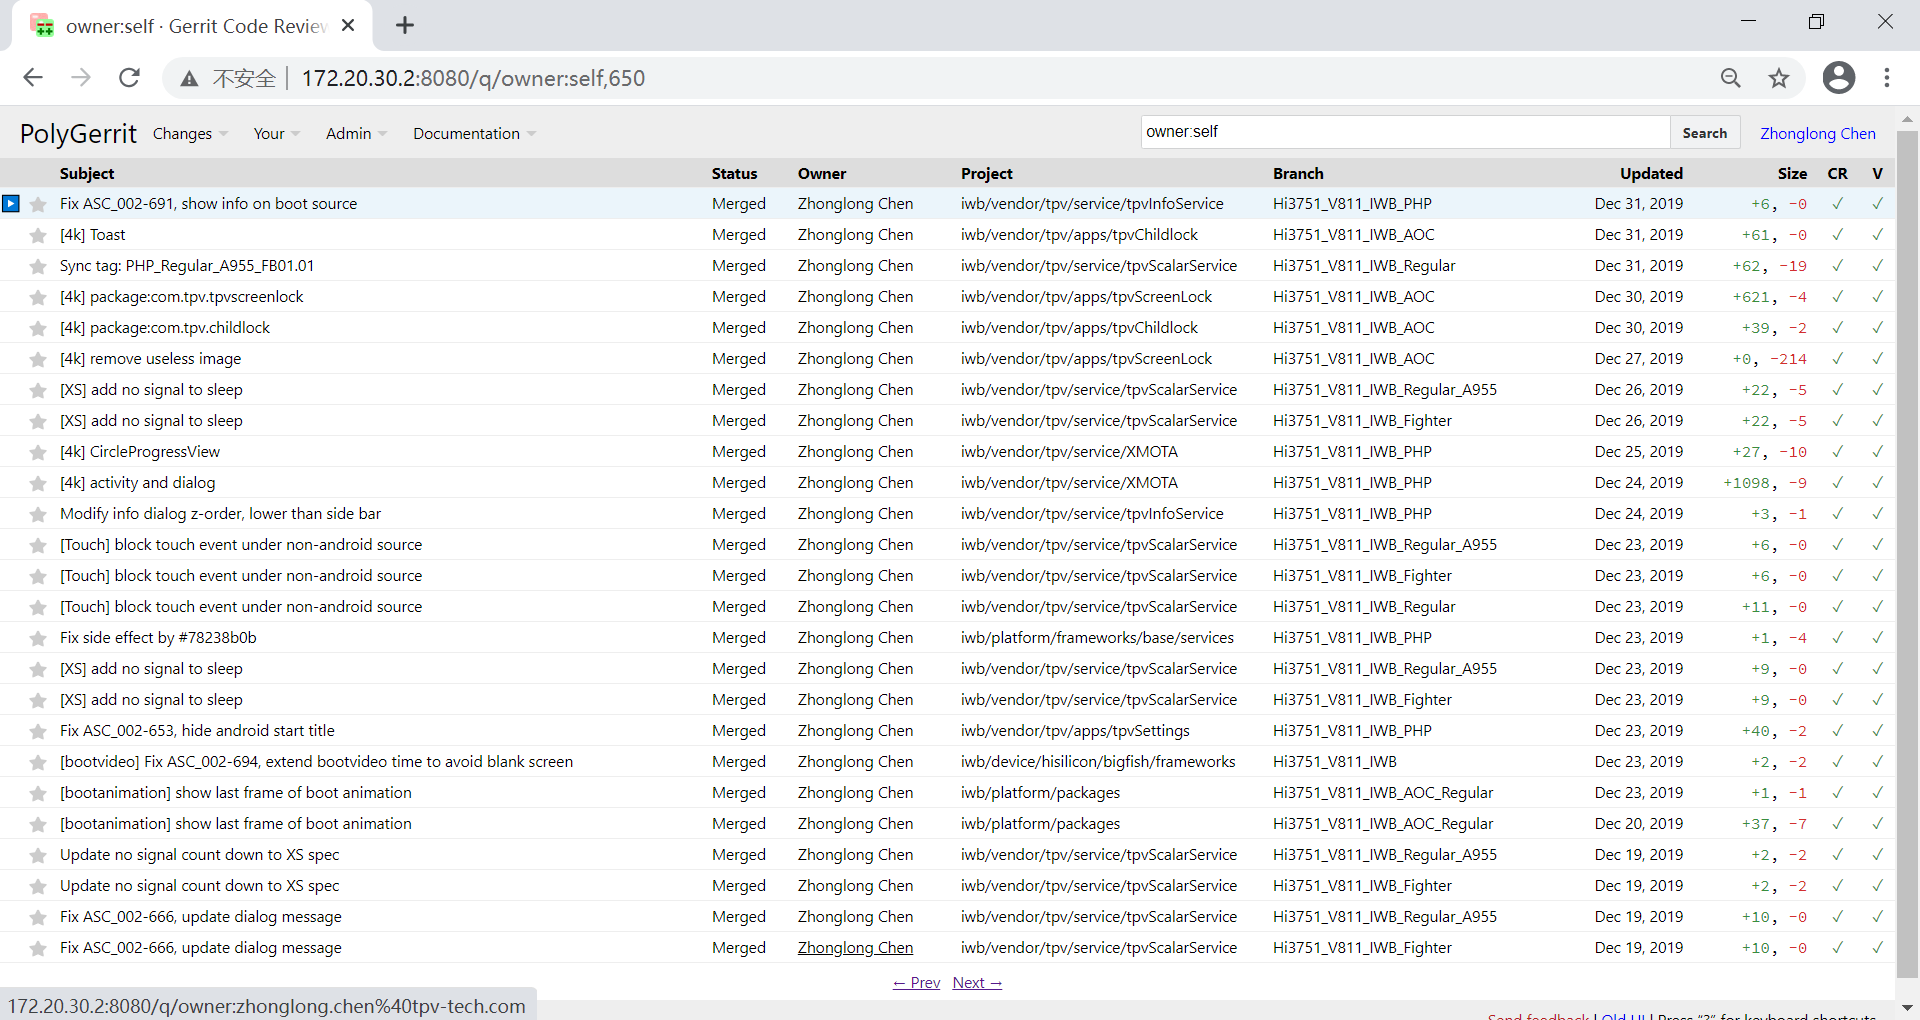 owner:self · Gerrit Code Review
不安全 172.20.30.2:8080/q/owner:self,650
PolyGerrit Changes Your Admin Documentation owner:self Search Zhonglong Chen
Subject Status Owner Project Branch Updated Size CR V
Fix ASC_002-691, show info on boot source Merged Zhonglong Chen iwb/vendor/tpv/service/tpvInfoService Hi3751_V811_IWB_PHP Dec 31, 2019 +6, -0 ✓ ✓
[4k] Toast Merged Zhonglong Chen iwb/vendor/tpv/apps/tpvChildlock Hi3751_V811_IWB_AOC Dec 31, 2019 +61, -0 ✓ ✓
Sync tag: PHP_Regular_A955_FB01.01 Merged Zhonglong Chen iwb/vendor/tpv/service/tpvScalarService Hi3751_V811_IWB_Regular Dec 31, 2019 +62, -19 ✓ ✓
[4k] package:com.tpv.tpvscreenlock Merged Zhonglong Chen iwb/vendor/tpv/apps/tpvScreenLock Hi3751_V811_IWB_AOC Dec 30, 2019 +621, -4 ✓ ✓
[4k] package:com.tpv.childlock Merged Zhonglong Chen iwb/vendor/tpv/apps/tpvChildlock Hi3751_V811_IWB_AOC Dec 30, 2019 +39, -2 ✓ ✓
[4k] remove useless image Merged Zhonglong Chen iwb/vendor/tpv/apps/tpvScreenLock Hi3751_V811_IWB_AOC Dec 27, 2019 +0, -214 ✓ ✓
[XS] add no signal to sleep Merged Zhonglong Chen iwb/vendor/tpv/service/tpvScalarService Hi3751_V811_IWB_Regular_A955 Dec 26, 2019 +22, -5 ✓ ✓
[XS] add no signal to sleep Merged Zhonglong Chen iwb/vendor/tpv/service/tpvScalarService Hi3751_V811_IWB_Fighter Dec 26, 2019 +22, -5 ✓ ✓
[4k] CircleProgressView Merged Zhonglong Chen iwb/vendor/tpv/service/XMOTA Hi3751_V811_IWB_PHP Dec 25, 2019 +27, -10 ✓ ✓
[4k] activity and dialog Merged Zhonglong Chen iwb/vendor/tpv/service/XMOTA Hi3751_V811_IWB_PHP Dec 24, 2019 +1098, -9 ✓ ✓
Modify info dialog z-order, lower than side bar Merged Zhonglong Chen iwb/vendor/tpv/service/tpvInfoService Hi3751_V811_IWB_PHP Dec 24, 2019 +3, -1 ✓ ✓
[Touch] block touch event under non-android source Merged Zhonglong Chen iwb/vendor/tpv/service/tpvScalarService Hi3751_V811_IWB_Regular_A955 Dec 23, 2019 +6, -0 ✓ ✓
[Touch] block touch event under non-android source Merged Zhonglong Chen iwb/vendor/tpv/service/tpvScalarService Hi3751_V811_IWB_Fighter Dec 23, 2019 +6, -0 ✓ ✓
[Touch] block touch event under non-android source Merged Zhonglong Chen iwb/vendor/tpv/service/tpvScalarService Hi3751_V811_IWB_Regular Dec 23, 2019 +11, -0 ✓ ✓
Fix side effect by #78238b0b Merged Zhonglong Chen iwb/platform/frameworks/base/services Hi3751_V811_IWB_PHP Dec 23, 2019 +1, -4 ✓ ✓
[XS] add no signal to sleep Merged Zhonglong Chen iwb/vendor/tpv/service/tpvScalarService Hi3751_V811_IWB_Regular_A955 Dec 23, 2019 +9, -0 ✓ ✓
[XS] add no signal to sleep Merged Zhonglong Chen iwb/vendor/tpv/service/tpvScalarService Hi3751_V811_IWB_Fighter Dec 23, 2019 +9, -0 ✓ ✓
Fix ASC_002-653, hide android start title Merged Zhonglong Chen iwb/vendor/tpv/apps/tpvSettings Hi3751_V811_IWB_PHP Dec 23, 2019 +40, -2 ✓ ✓
[bootvideo] Fix ASC_002-694, extend bootvideo time to avoid blank screen Merged Zhonglong Chen iwb/device/hisilicon/bigfish/frameworks Hi3751_V811_IWB Dec 23, 2019 +2, -2 ✓ ✓
[bootanimation] show last frame of boot animation Merged Zhonglong Chen iwb/platform/packages Hi3751_V811_IWB_AOC_Regular Dec 23, 2019 +1, -1 ✓ ✓
[bootanimation] show last frame of boot animation Merged Zhonglong Chen iwb/platform/packages Hi3751_V811_IWB_AOC_Regular Dec 20, 2019 +37, -7 ✓ ✓
Update no signal count down to XS spec Merged Zhonglong Chen iwb/vendor/tpv/service/tpvScalarService Hi3751_V811_IWB_Regular_A955 Dec 19, 2019 +2, -2 ✓ ✓
Update no signal count down to XS spec Merged Zhonglong Chen iwb/vendor/tpv/service/tpvScalarService Hi3751_V811_IWB_Fighter Dec 19, 2019 +2, -2 ✓ ✓
Fix ASC_002-666, update dialog message Merged Zhonglong Chen iwb/vendor/tpv/service/tpvScalarService Hi3751_V811_IWB_Regular_A955 Dec 19, 2019 +10, -0 ✓ ✓
Fix ASC_002-666, update dialog message Merged Zhonglong Chen iwb/vendor/tpv/service/tpvScalarService Hi3751_V811_IWB_Fighter Dec 19, 2019 +10, -0 ✓ ✓
← Prev Next →
172.20.30.2:8080/q/owner:zhonglong.chen%40tpv-tech.com
Send feedback | Old UI | Press “?” for keyboard shortcuts